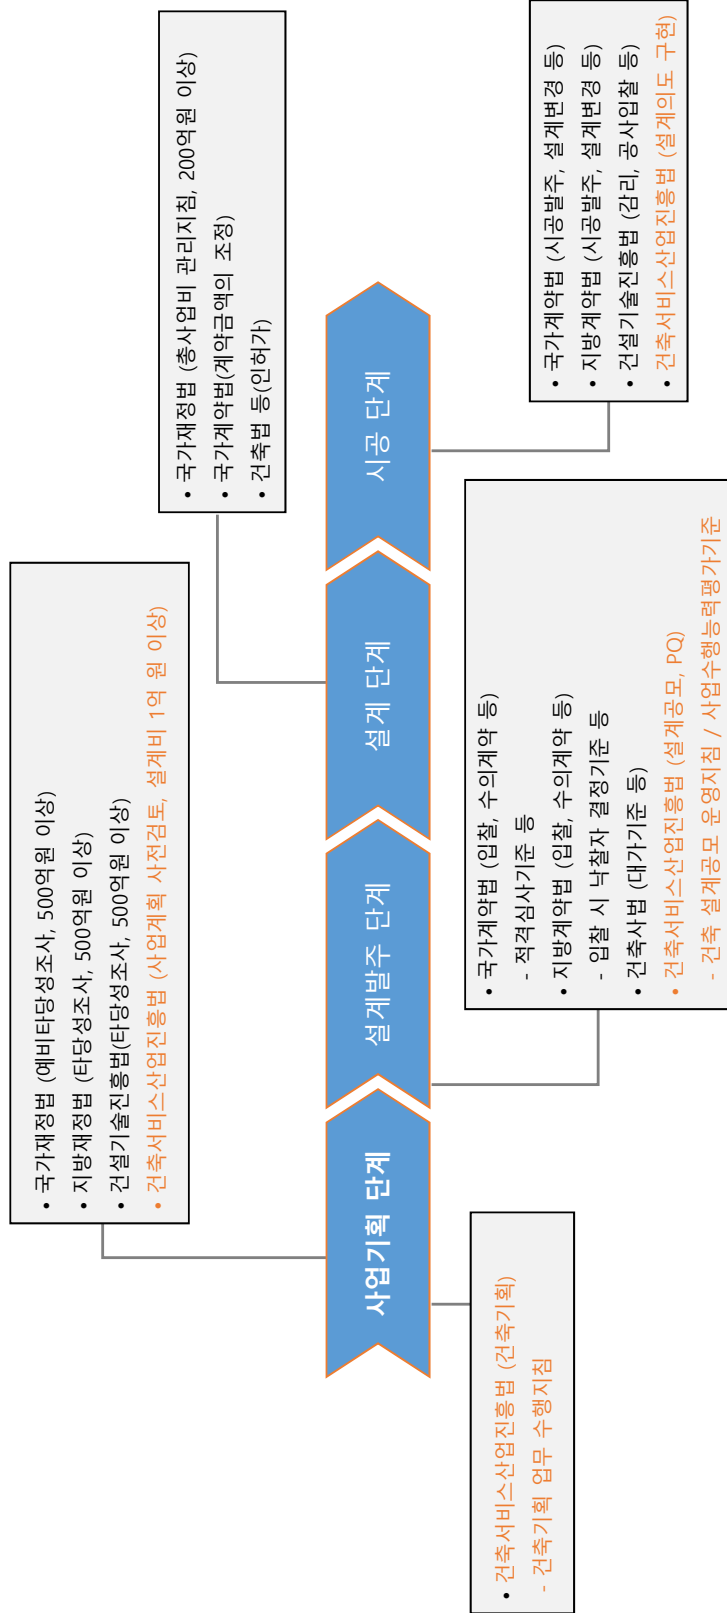 • 국가재정법 (예비타당성조사, 500억원 이상)
• 지방재정법 (타당성조사, 500억원 이상)
• 건설기술진흥법(타당성조사, 500억원 이상)
• 건축서비스산업진흥법 (사업계획 사전검토, 설계비 1억 원 이상)
• 국가재정법 (총사업비 관리지침, 200억원 이상)
• 국가계약법(계약금액의 조정)
• 건축법 등(인허가)
사업기획 단계
설계발주 단계
설계 단계
시공 단계
• 건축서비스산업진흥법 (건축기획)
- 건축기획 업무 수행지침
• 국가계약법 (입찰, 수의계약 등)
- 적격심사기준 등
• 지방계약법 (입찰, 수의계약 등)
- 입찰 시 낙찰자 결정기준 등
• 건축사법 (대가기준 등)
• 건축서비스산업진흥법 (설계공모, PQ)
- 건축 설계공모 운영지침 / 사업수행능력평가기준
• 국가계약법 (시공발주, 설계변경 등)
• 지방계약법 (시공발주, 설계변경 등)
• 건설기술진흥법 (감리, 공사입찰 등)
• 건축서비스산업진흥법 (설계의도 구현)